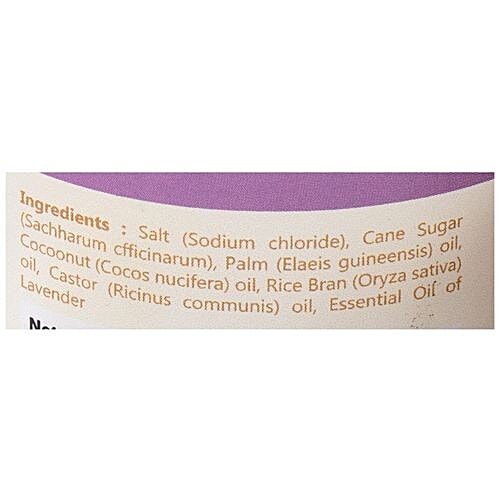 Ingredients : Salt (Sodium chloride), Cane Sugar
(Sachharum cfficinarum), Palm (Elaeis guineensis) oil,
Cocoonut (Cocos nucifera) oil, Rice Bran (Oryza sativa)
oil, Castor (Ricinus communis) oil, Essential Oil of
Lavender